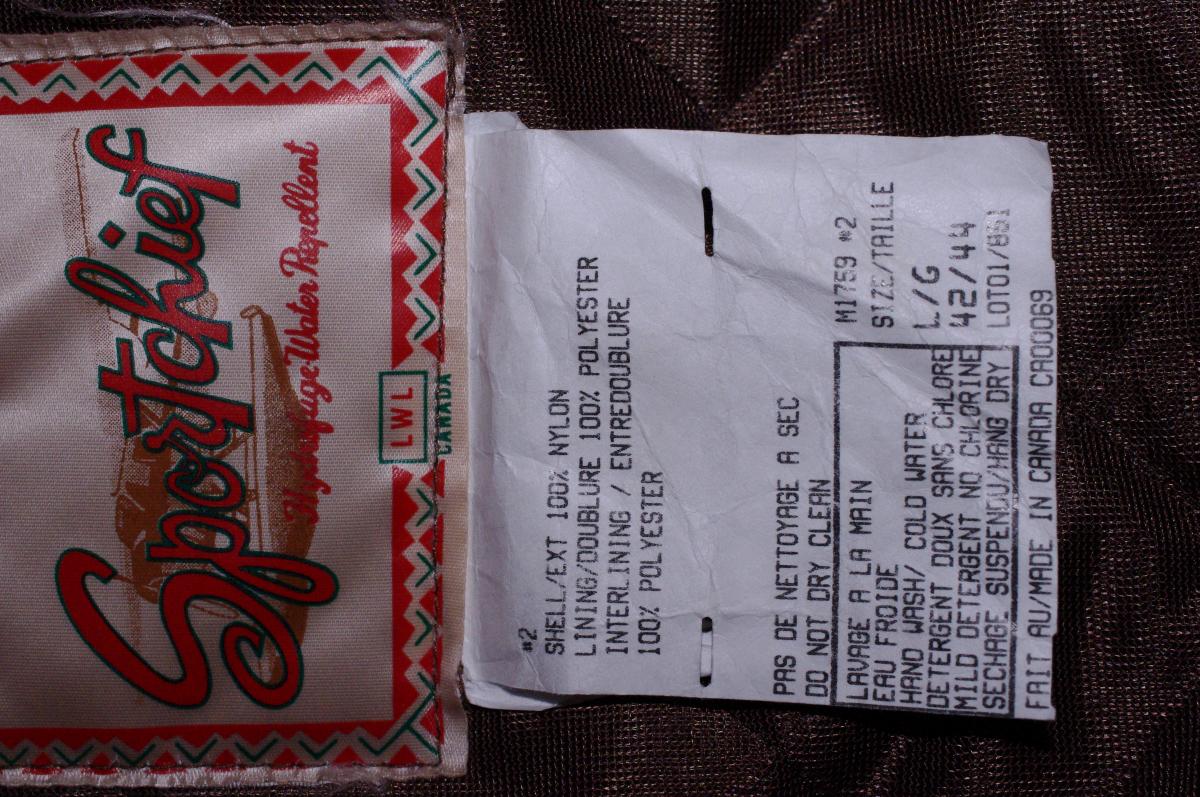 Sportchief
Hydrofuge-Water Repellent
LWL
CANADA
#2
SHELL/EXT 100% NYLON
LINING/DOUBLURE 100% POLYESTER
INTERLINING / ENTREDOUBLURE
100% POLYESTER
PAS DE NETTOYAGE A SEC
DO NOT DRY CLEAN
LAVAGE A LA MAIN
EAU FROIDE
HAND WASH/ COLD WATER
DETERGENT DOUX SANS CHLORE
MILD DETERGENT NO CHLORINE
SECHAGE SUSPENDU/HANG DRY
M1769 #2
SIZE/TAILLE
L/G
42/44
LOT01/
FAIT AU/MADE IN CANADA CA00069